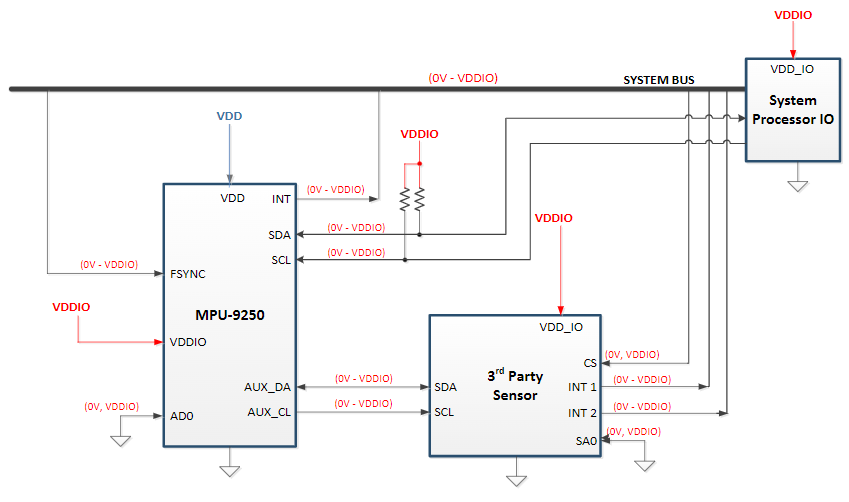 VDDIO
VDD_IO
System
Processor IO
(0V - VDDIO)
SYSTEM BUS
VDD
VDDIO
VDD
INT
(0V - VDDIO)
SDA
(0V - VDDIO)
SCL
(0V - VDDIO)
VDDIO
(0V - VDDIO)
FSYNC
MPU-9250
VDDIO
VDDIO
VDD_IO
CS
(0V, VDDIO)
3rd Party
Sensor
AUX_DA
(0V - VDDIO)
SDA
INT 1
(0V - VDDIO)
AUX_CL
(0V - VDDIO)
SCL
INT 2
(0V - VDDIO)
(0V, VDDIO)
AD0
SA0
(0V, VDDIO)